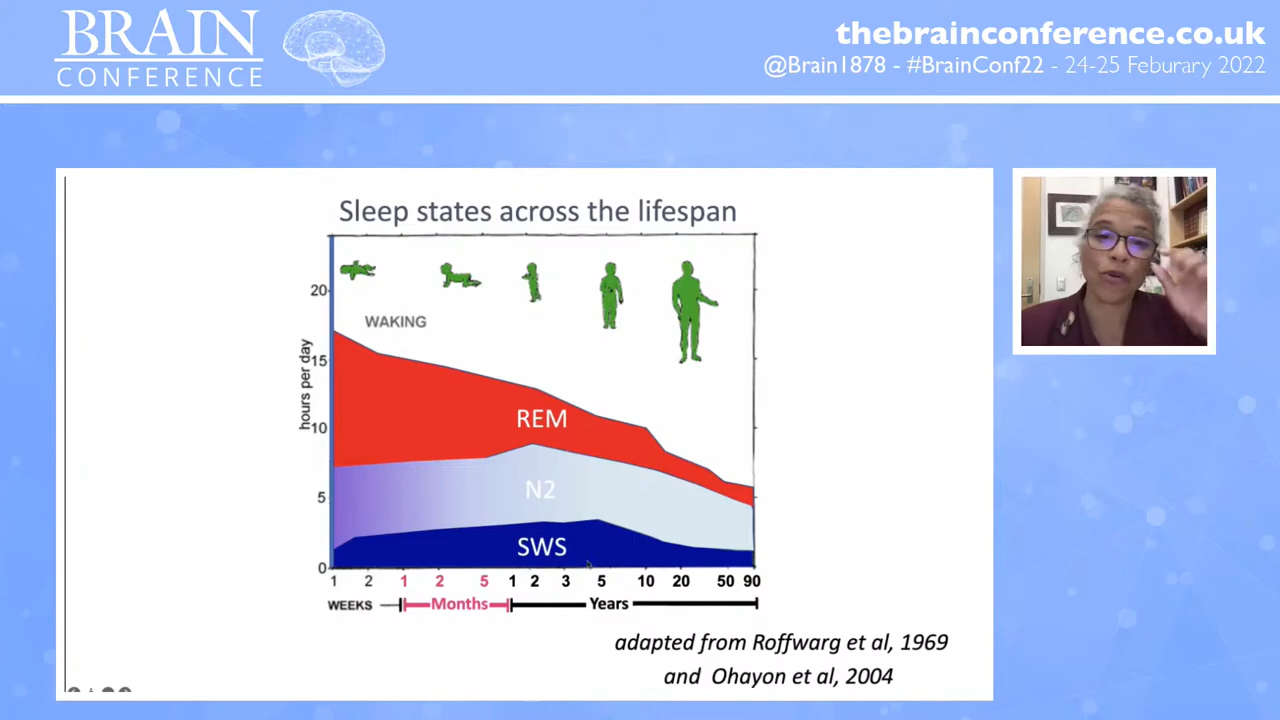 BRAIN
CONFERENCE
thebrainconference.co.uk
@Brain1878 - #BrainConf22 - 24-25 Feburary 2022
Sleep states across the lifespan
20
WAKING
15
hours per day
REM
10
N2
5
SWS
0
1 2 1 2 5 1 2 3 5 10 20 50 90
WEEKS Months Years
adapted from Roffwarg et al, 1969
and Ohayon et al, 2004